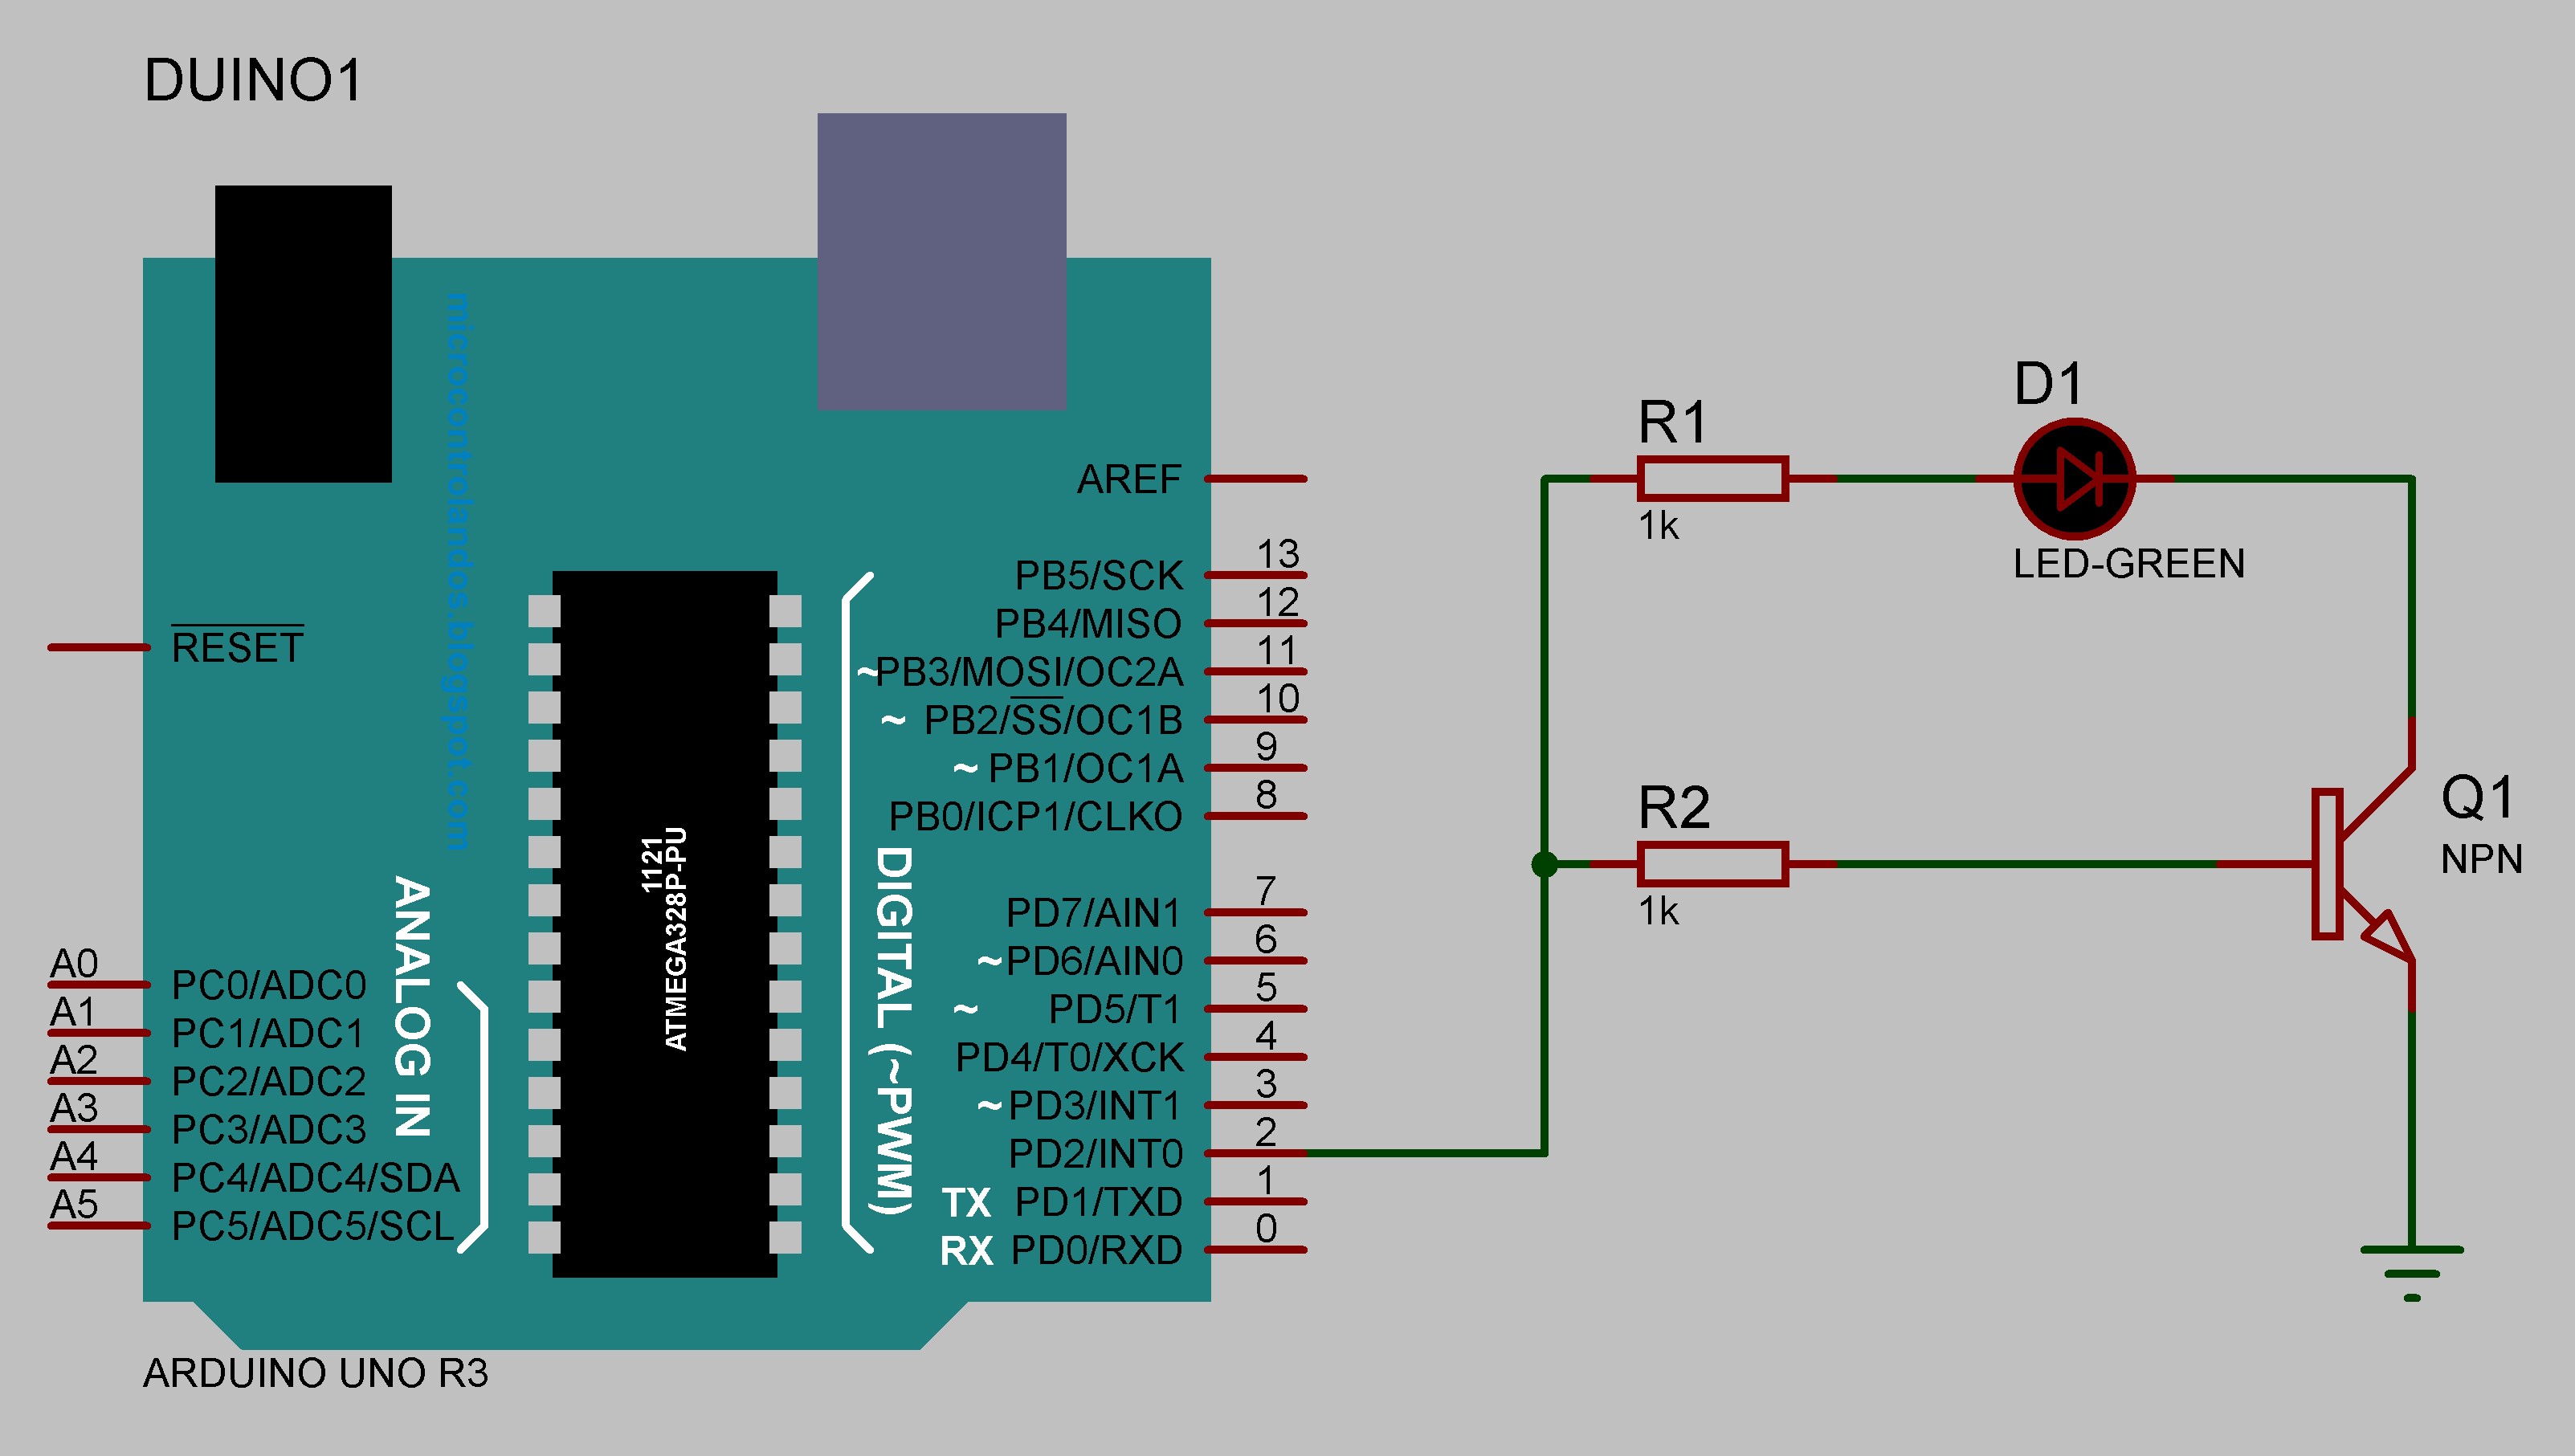 DUINO1
microcontrolandos.blogspot.com
RESET
A0
PC0/ADC0
A1
PC1/ADC1
A2
PC2/ADC2
A3
PC3/ADC3
A4
PC4/ADC4/SDA
A5
PC5/ADC5/SCL
ANALOG IN
1121
ATMEGA328P-PU
DIGITAL (~PWM)
AREF
13
PB5/SCK
12
PB4/MISO
11
~PB3/MOSI/OC2A
10
~ PB2/SS/OC1B
9
~ PB1/OC1A
8
PB0/ICP1/CLKO
7
PD7/AIN1
6
~PD6/AIN0
5
~ PD5/T1
4
PD4/T0/XCK
3
~PD3/INT1
2
PD2/INT0
1
TX PD1/TXD
0
RX PD0/RXD
ARDUINO UNO R3
R1
1k
D1
LED-GREEN
R2
1k
Q1
NPN